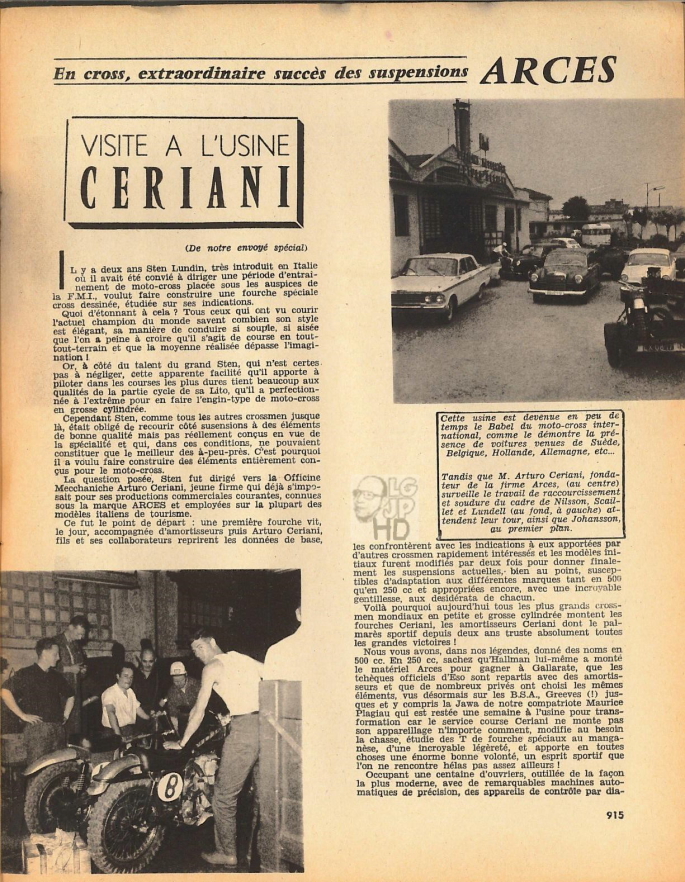 En cross, extraordinaire succès des suspensions ARCES
VISITE A L'USINE
CERIANI
(De notre envoyé spécial)
IL y a deux ans Sten Lundin, très introduit en Italie
où il avait été convié à diriger une période d'entraî-
nement de moto-cross placée sous les auspices de
la F.M.I., voulut faire construire une fourche spéciale
cross dessinée, étudiée sur ses indications.
Quoi d'étonnant à cela ? Tous ceux qui ont vu courir
l'actuel champion du monde savent combien son style
est élégant, sa manière de conduire si souple, si aisée
que l'on a peine à croire qu'il s'agit de course en tout-
tout-terrain et que la moyenne réalisée dépasse l'imagi-
nation !
Or, à côté du talent du grand Sten, qui n'est certes
pas à négliger, cette apparente facilité qu'il apporte à
piloter dans les courses les plus dures tient beaucoup aux
qualités de la partie cycle de sa Lito, qu'il a perfection-
née à l'extrême pour en faire l'engin-type de moto-cross
en grosse cylindrée.
Cependant Sten, comme tous les autres crossmen jusque
là, était obligé de recourir côté susensions à des éléments
de bonne qualité mais pas réellement conçus en vue de
la spécialité et qui, dans ces conditions, ne pouvaient
constituer que le meilleur des à-peu-près. C'est pourquoi
il a voulu faire construire des éléments entièrement con-
çus pour le moto-cross.
La question posée, Sten fut dirigé vers la Officine
Mecchaniche Arturo Ceriani, jeune firme qui déjà s'impo-
sait pour ses productions commerciales courantes, connues
sous la marque ARCES et employées sur la plupart des
modèles italiens de tourisme.
Ce fut le point de départ : une première fourche vit,
le jour, accompagnée d'amortisseurs puis Arturo Ceriani,
fils et ses collaborateurs reprirent les données de base,
Cette usine est devenue en peu de
temps le Babel du moto-cross inter-
national, comme le démontre la pré-
sence de voitures venues de Suède,
Belgique, Hollande, Allemagne, etc...
Tandis que M. Arturo Ceriani, fonda-
teur de la firme Arces, (au centre)
surveille le travail de raccourcissement
et soudure du cadre de Nilsson, Scail-
let et Lundell (au fond, à gauche) at-
tendent leur tour, ainsi que Johansson,
au premier plan.
LG
JP
HD
les confrontèrent avec les indications à eux apportées par
d'autres crossmen rapidement intéressés et les modèles ini-
tiaux furent modifiés par deux fois pour donner finale-
ment les suspensions actuelles, bien au point, suscep-
tibles d'adaptation aux différentes marques tant en 500
qu'en 250 cc et appropriées encore, avec une incroyable
gentillesse, aux desidérata de chacun.
Voilà pourquoi aujourd'hui tous les plus grands cross-
men mondiaux en petite et grosse cylindrée montent les
fourches Ceriani, les amortisseurs Ceriani dont le pal-
marès sportif depuis deux ans truste absolument toutes
les grandes victoires !
Nous vous avons, dans nos légendes, donné des noms en
500 cc. En 250 cc, sachez qu'Hallman lui-même a monté
le matériel Arces pour gagner à Gallarate, que les
tchèques officiels d'Eso sont repartis avec des amortis-
seurs et que de nombreux privés ont choisi les mêmes
éléments, vus désormais sur les B.S.A., Greeves (!) jus-
ques et y compris la Jawa de notre compatriote Maurice
Plagiau qui est restée une semaine à l'usine pour trans-
formation car le service course Ceriani ne monte pas
son appareillage n'importe comment, modifie au besoin
la chasse, étudie des T de fourche spéciaux au manga-
nèse, d'une incroyable légèreté, et apporte en toutes
choses une énorme bonne volonté, un esprit sportif que
l'on ne rencontre hélas pas assez ailleurs !
Occupant une centaine d'ouvriers, outillée de la façon
la plus moderne, avec de remarquables machines auto-
matiques de précision, des appareils de contrôle par dia-
8
915